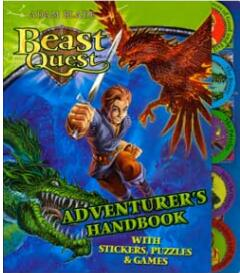 ADAM BLADE
Beast
Quest
ADVENTURER'S
HANDBOOK
WITH
STICKERS, PUZZLES
& GAMES